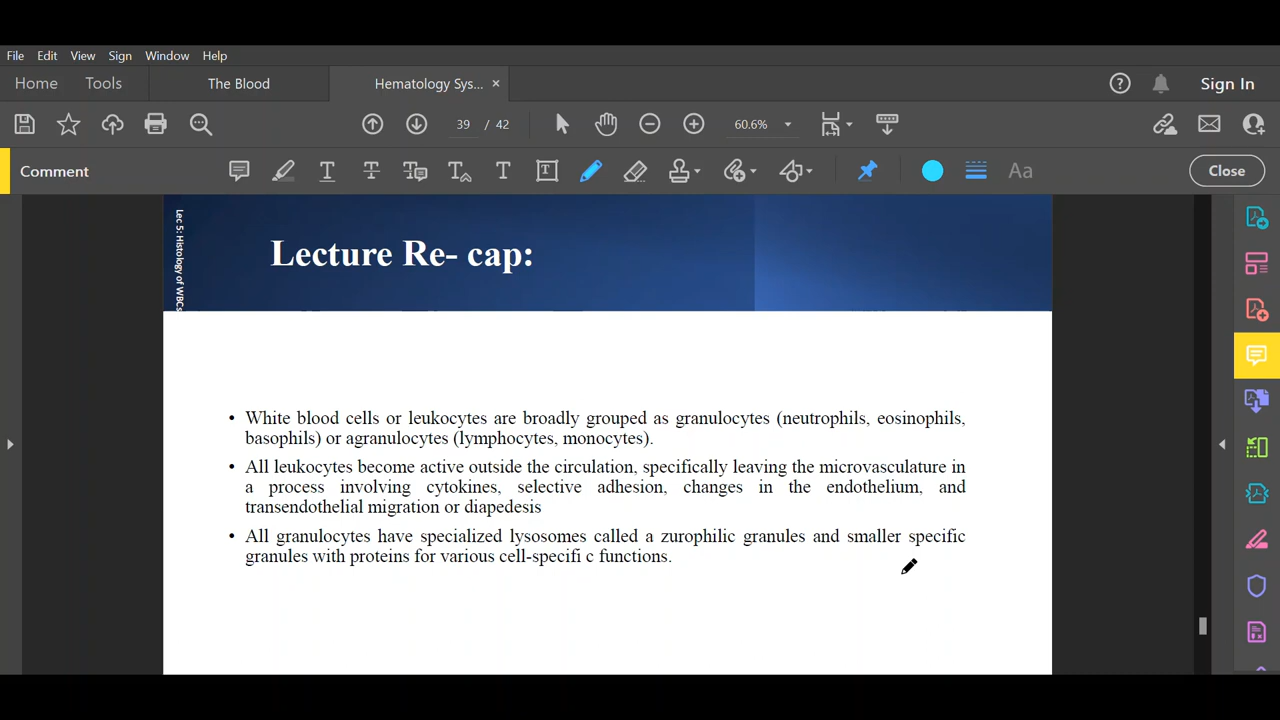 File Edit View Sign Window Help
Home Tools The Blood Hematology Sys... × Sign In
39 / 42 60.6%
Comment Aa Close
Lec 5: Histology of WBCs
Lecture Re- cap:
• White blood cells or leukocytes are broadly grouped as granulocytes (neutrophils, eosinophils,
basophils) or agranulocytes (lymphocytes, monocytes).
• All leukocytes become active outside the circulation, specifically leaving the microvasculature in
a process involving cytokines, selective adhesion, changes in the endothelium, and
transendothelial migration or diapedesis
• All granulocytes have specialized lysosomes called a zurophilic granules and smaller specific
granules with proteins for various cell-specifi c functions.